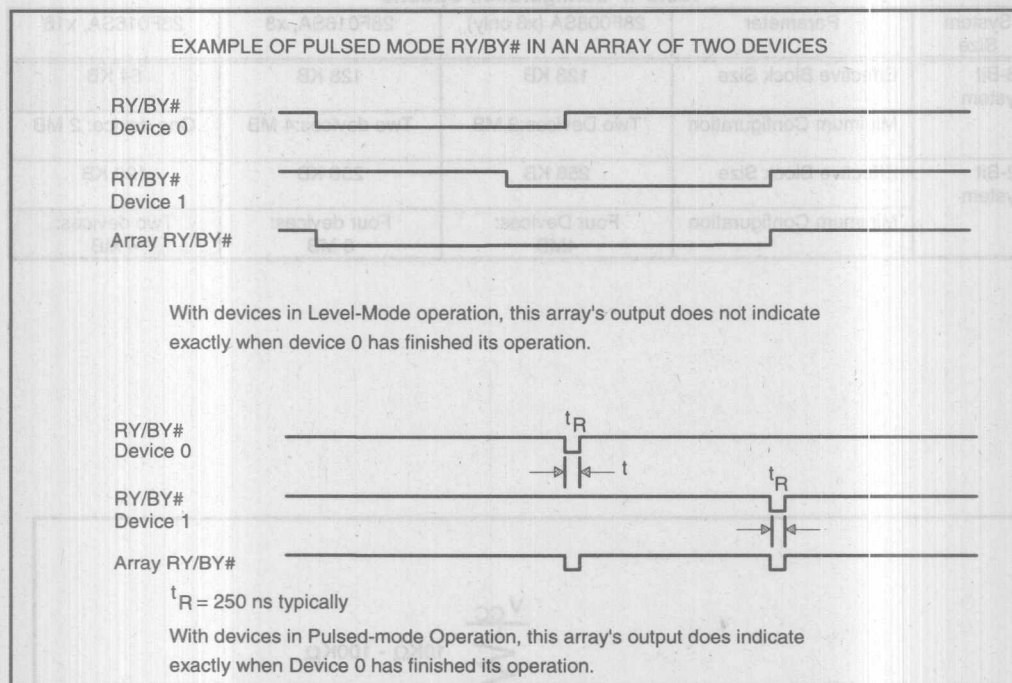 EXAMPLE OF PULSED MODE RY/BY# IN AN ARRAY OF TWO DEVICES
RY/BY#
Device 0
RY/BY#
Device 1
Array RY/BY#
With devices in Level-Mode operation, this array's output does not indicate
exactly when device 0 has finished its operation.
tR
RY/BY#
Device 0
t
tR
RY/BY#
Device 1
Array RY/BY#
tR = 250 ns typically
With devices in Pulsed-mode Operation, this array's output does indicate
exactly when Device 0 has finished its operation.